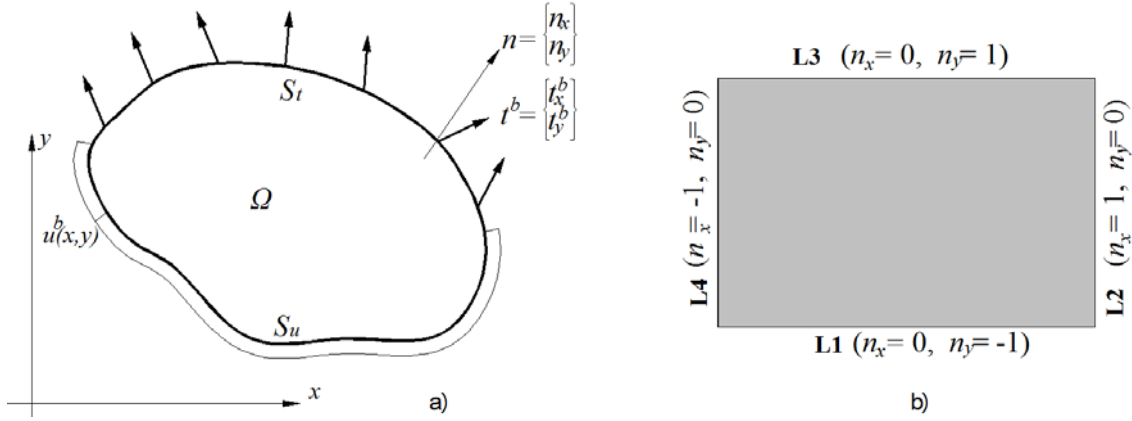 n = { n_x
n_y }
S_t
t^b = { t_x^b
t_y^b }
y
Ω
u^b(x,y)
S_u
x
a)
L3 (n_x= 0, n_y= 1)
L4 (n_x= -1, n_y= 0)
L2 (n_x= 1, n_y= 0)
L1 (n_x= 0, n_y= -1)
b)